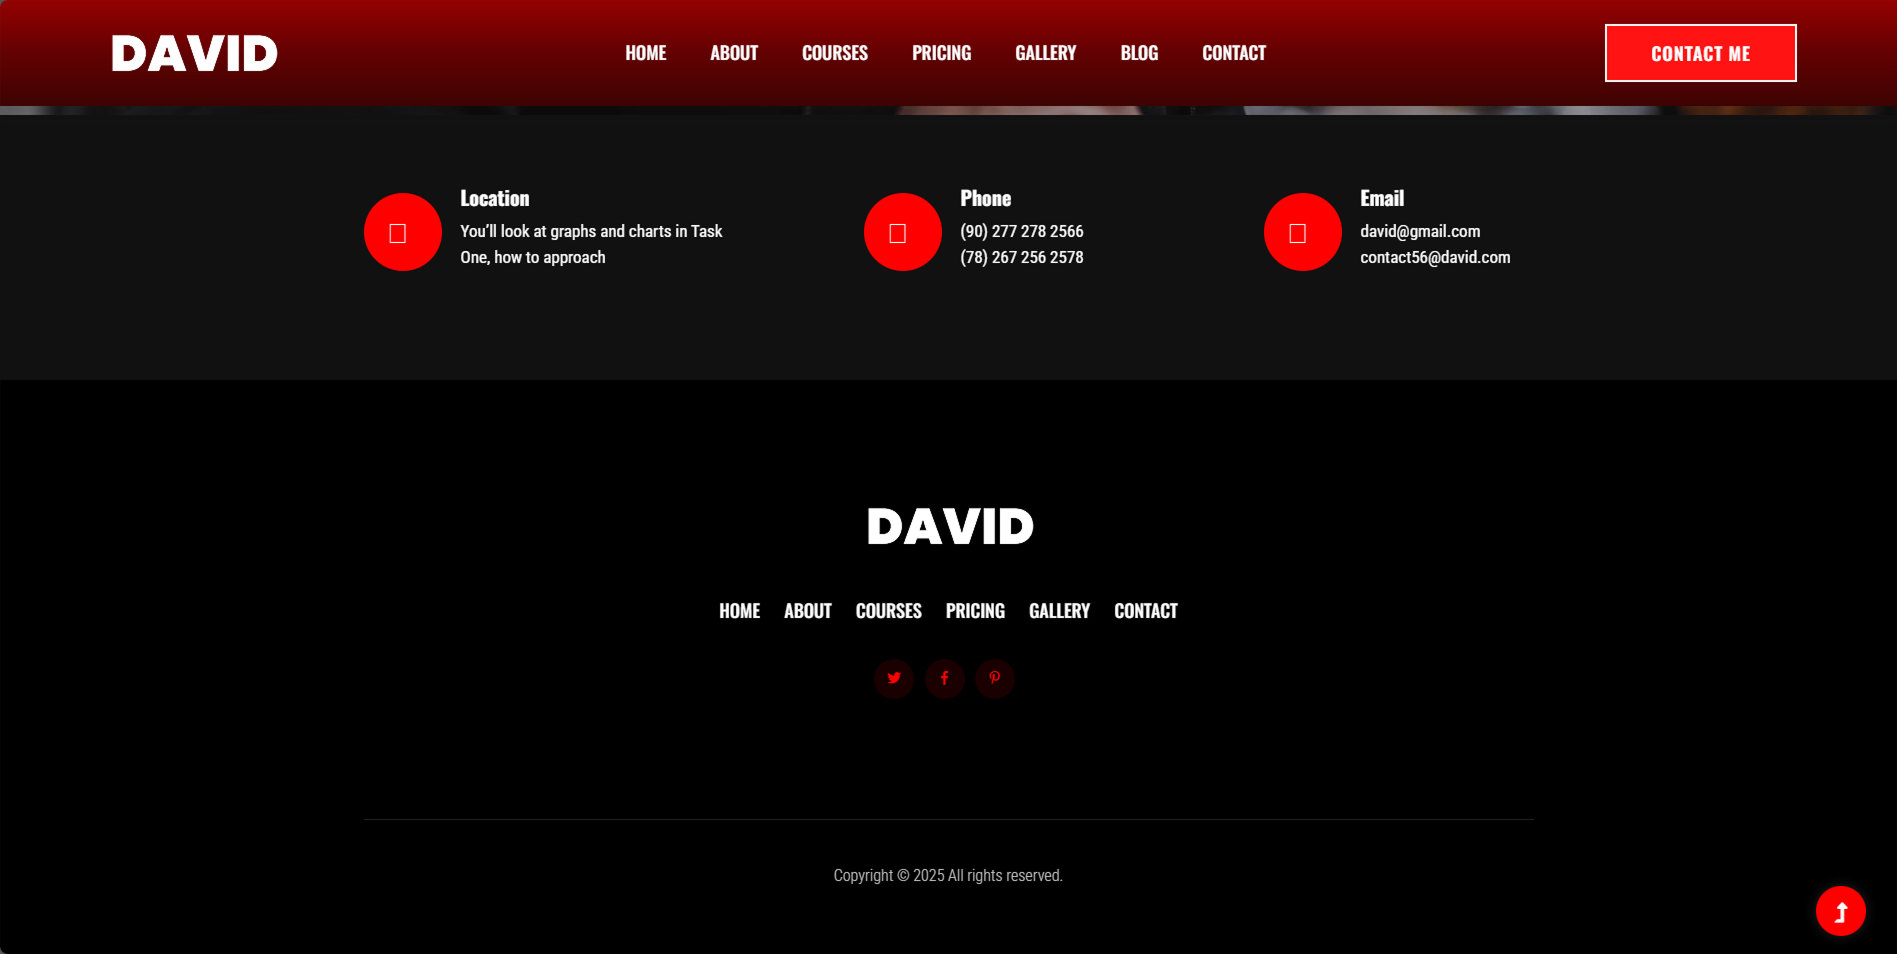 DAVID
HOME ABOUT COURSES PRICING GALLERY BLOG CONTACT
CONTACT ME
Location
You'll look at graphs and charts in Task
One, how to approach
Phone
(90) 277 278 2566
(78) 267 256 2578
Email
david@gmail.com
contact56@david.com
DAVID
HOME ABOUT COURSES PRICING GALLERY CONTACT
Copyright © 2025 All rights reserved.